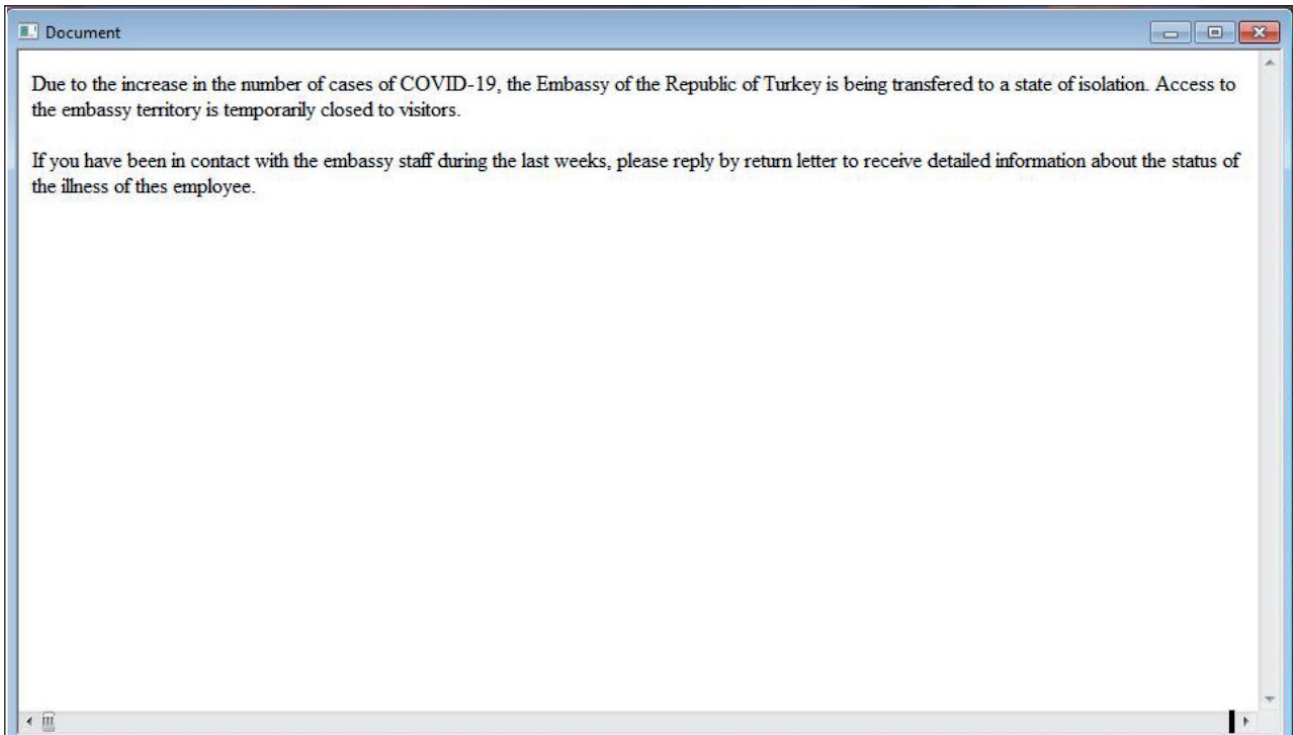 Document
Due to the increase in the number of cases of COVID-19, the Embassy of the Republic of Turkey is being transfered to a state of isolation. Access to
the embassy territory is temporarily closed to visitors.
If you have been in contact with the embassy staff during the last weeks, please reply by return letter to receive detailed information about the status of
the illness of thes employee.